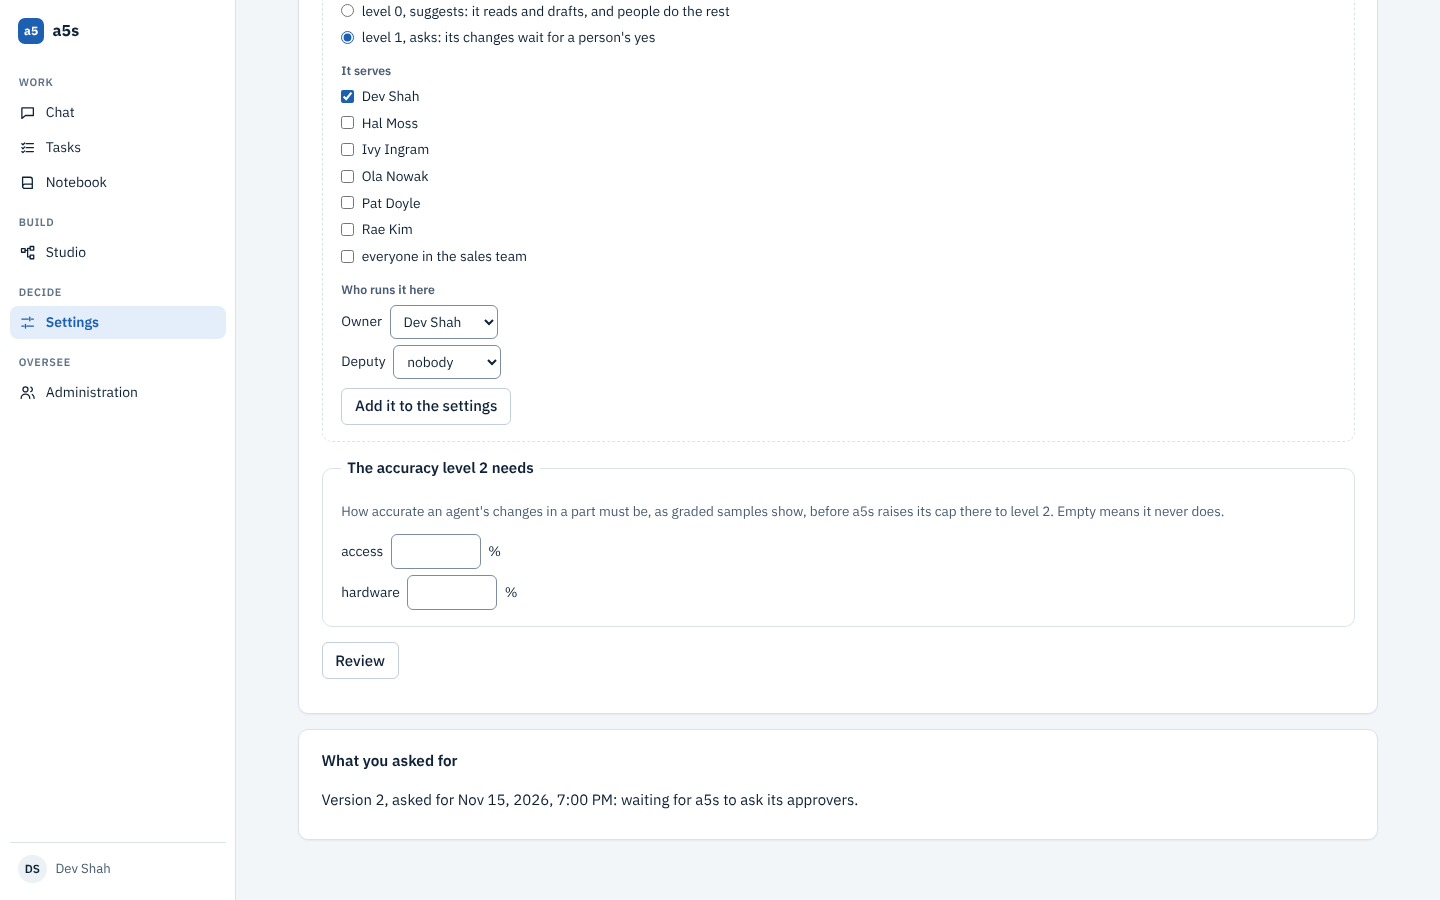 a5 a5s
WORK
Chat
Tasks
Notebook
BUILD
Studio
DECIDE
Settings
OVERSEE
Administration
DS Dev Shah
level 0, suggests: it reads and drafts, and people do the rest
level 1, asks: its changes wait for a person's yes
It serves
Dev Shah
Hal Moss
Ivy Ingram
Ola Nowak
Pat Doyle
Rae Kim
everyone in the sales team
Who runs it here
Owner Dev Shah
Deputy nobody
Add it to the settings
The accuracy level 2 needs
How accurate an agent's changes in a part must be, as graded samples show, before a5s raises its cap there to level 2. Empty means it never does.
access %
hardware %
Review
What you asked for
Version 2, asked for Nov 15, 2026, 7:00 PM: waiting for a5s to ask its approvers.